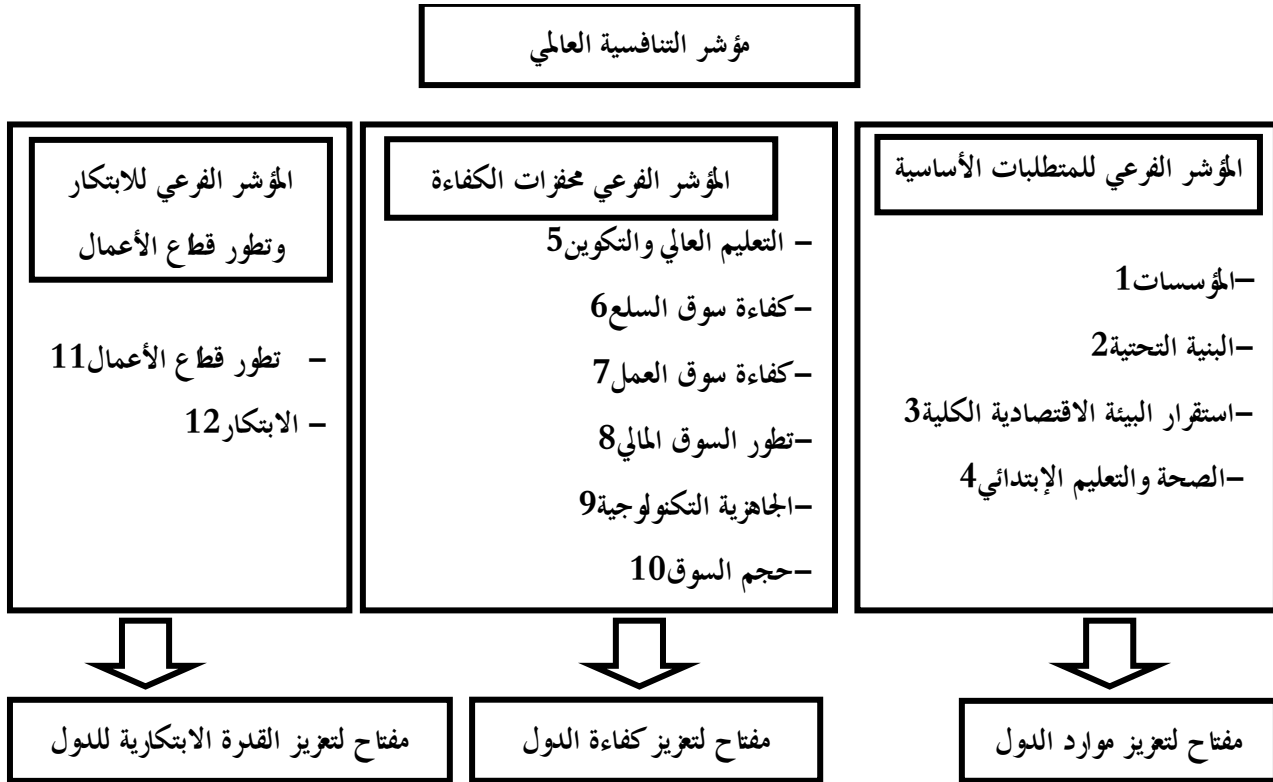 مؤشر التنافسية العالمي
المؤشر الفرعي للمتطلبات الأساسية
–المؤسسات1
–البنية التحتية2
–استقرار البيئة الاقتصادية الكلية3
–الصحة والتعليم الإبتدائي4
مفتاح لتعزيز موارد الدول
المؤشر الفرعي محفزات الكفاءة
– التعليم العالي والتكوين5
–كفاءة سوق السلع6
–كفاءة سوق العمل7
–تطور السوق المالي8
–الجاهزية التكنولوجية9
–حجم السوق10
مفتاح لتعزيز كفاءة الدول
المؤشر الفرعي للابتكار
وتطور قطاع الأعمال
– تطور قطاع الأعمال11
– الابتكار12
مفتاح لتعزيز القدرة الابتكارية للدول